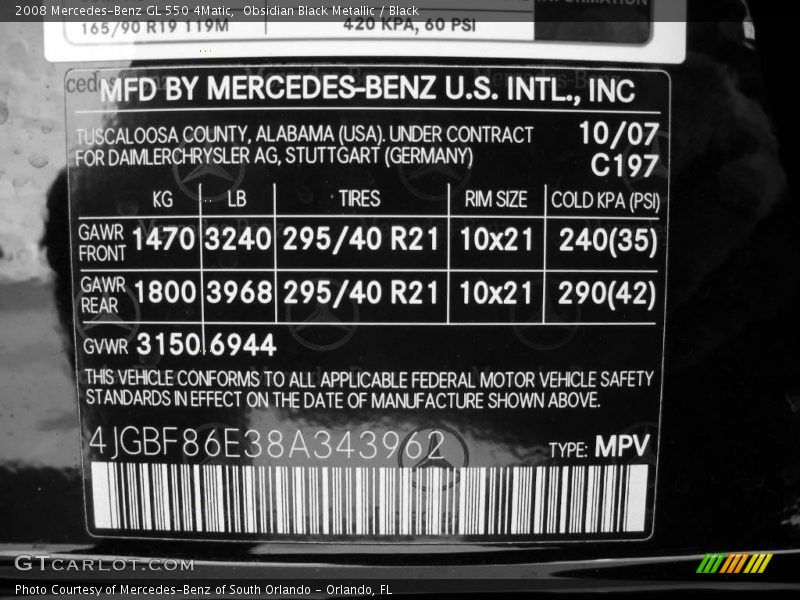 2008 Mercedes-Benz GL 550 4Matic, Obsidian Black Metallic / Black
165/90 R19 119M 420 KPA, 60 PSI
MFD BY MERCEDES-BENZ U.S. INTL., INC
TUSCALOOSA COUNTY, ALABAMA (USA). UNDER CONTRACT 10/07
FOR DAIMLERCHRYSLER AG, STUTTGART (GERMANY) C197
KG LB TIRES RIM SIZE COLD KPA (PSI)
GAWR FRONT 1470 3240 295/40 R21 10x21 240(35)
GAWR REAR 1800 3968 295/40 R21 10x21 290(42)
GVWR 3150 6944
THIS VEHICLE CONFORMS TO ALL APPLICABLE FEDERAL MOTOR VEHICLE SAFETY
STANDARDS IN EFFECT ON THE DATE OF MANUFACTURE SHOWN ABOVE.
4JGBF86E38A343962 TYPE: MPV
GTCARLOT.COM
Photo Courtesy of Mercedes-Benz of South Orlando - Orlando, FL